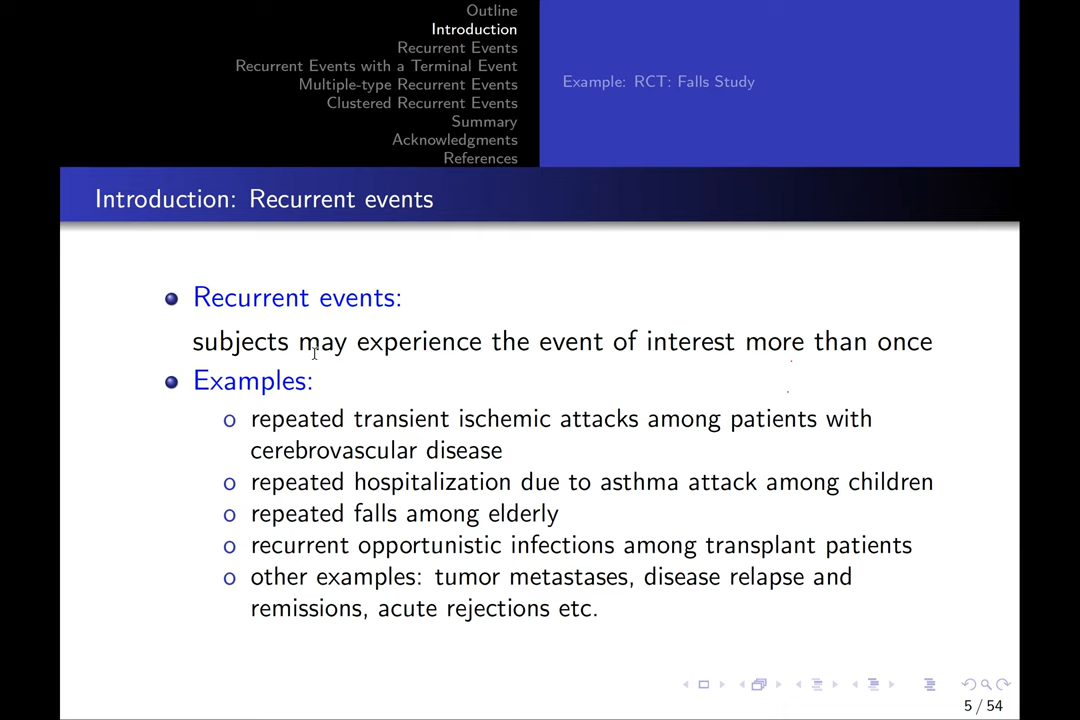 Outline
Introduction
Recurrent Events
Recurrent Events with a Terminal Event
Multiple-type Recurrent Events
Clustered Recurrent Events
Summary
Acknowledgments
References
Example: RCT: Falls Study
Introduction: Recurrent events
Recurrent events:
subjects may experience the event of interest more than once
Examples:
o repeated transient ischemic attacks among patients with
cerebrovascular disease
o repeated hospitalization due to asthma attack among children
o repeated falls among elderly
o recurrent opportunistic infections among transplant patients
o other examples: tumor metastases, disease relapse and
remissions, acute rejections etc.
5 / 54